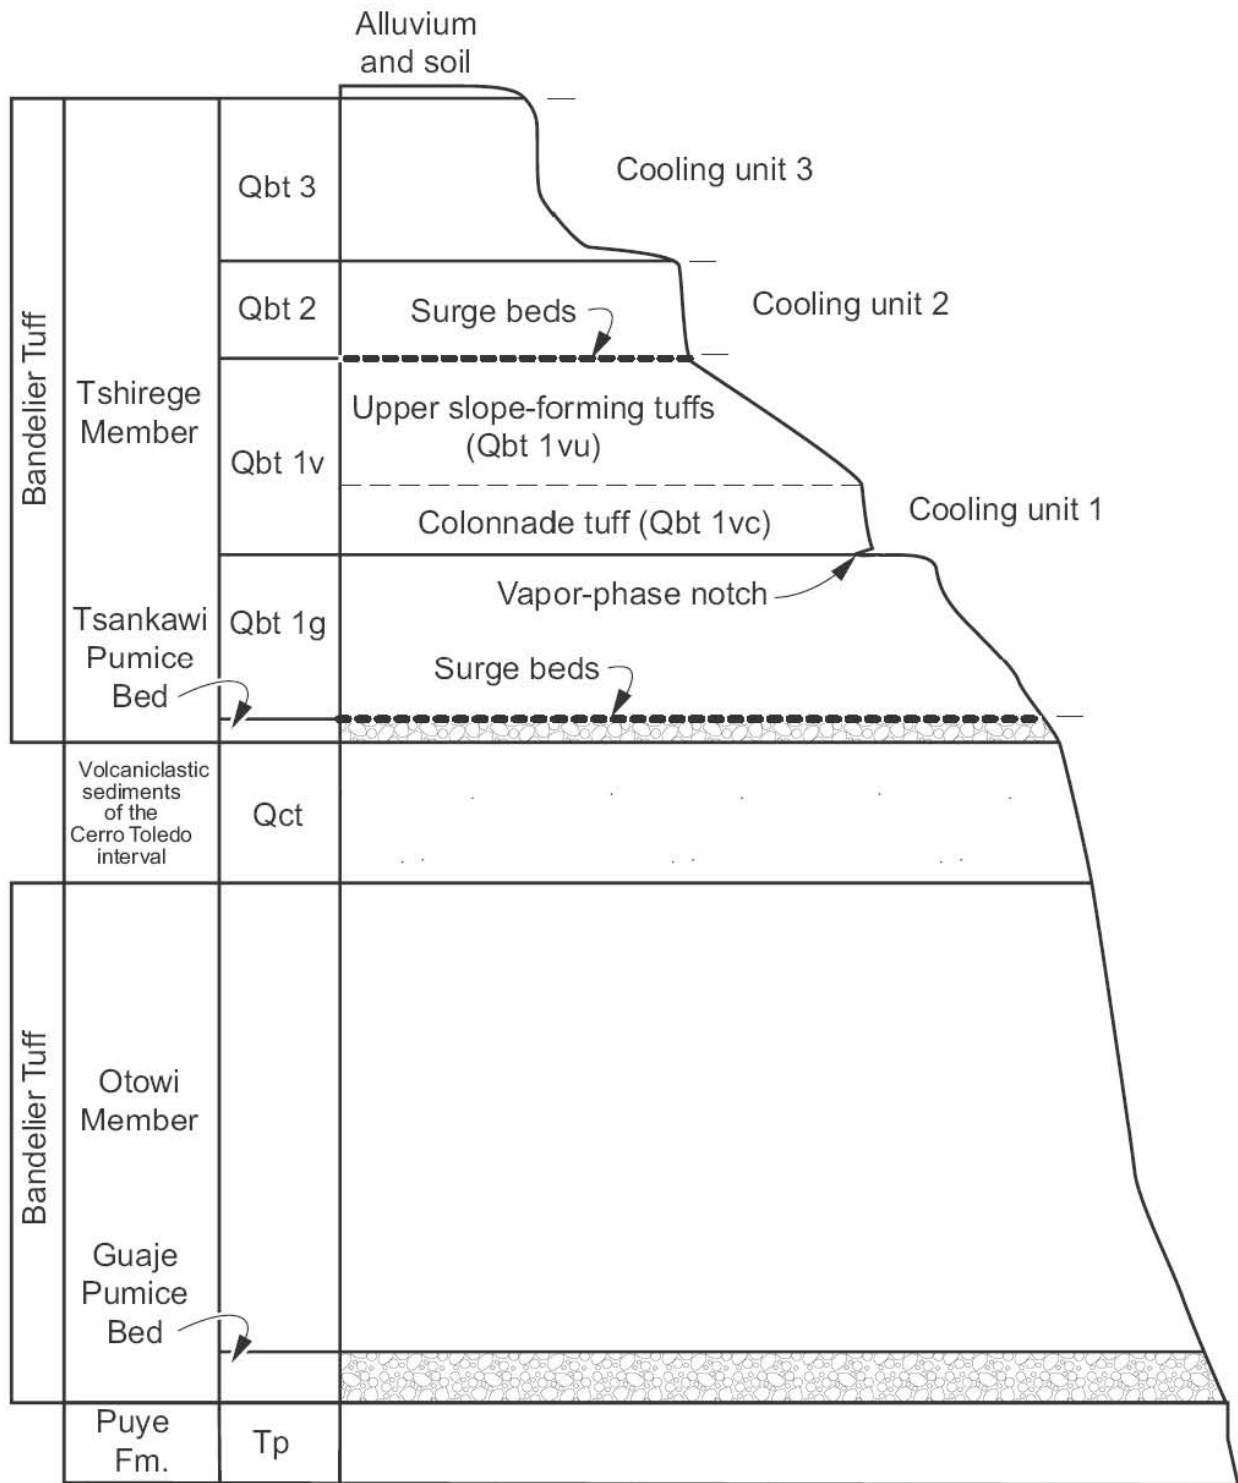 Alluvium
and soil
Bandelier Tuff
Tshirege
Member
Qbt 3
Cooling unit 3
Qbt 2
Surge beds
Cooling unit 2
Qbt 1v
Upper slope-forming tuffs
(Qbt 1vu)
Colonnade tuff (Qbt 1vc)
Cooling unit 1
Vapor-phase notch
Qbt 1g
Surge beds
Tsankawi
Pumice
Bed
Volcaniclastic
sediments
of the
Cerro Toledo
interval
Qct
Bandelier Tuff
Otowi
Member
Guaje
Pumice
Bed
Puye
Fm.
Tp